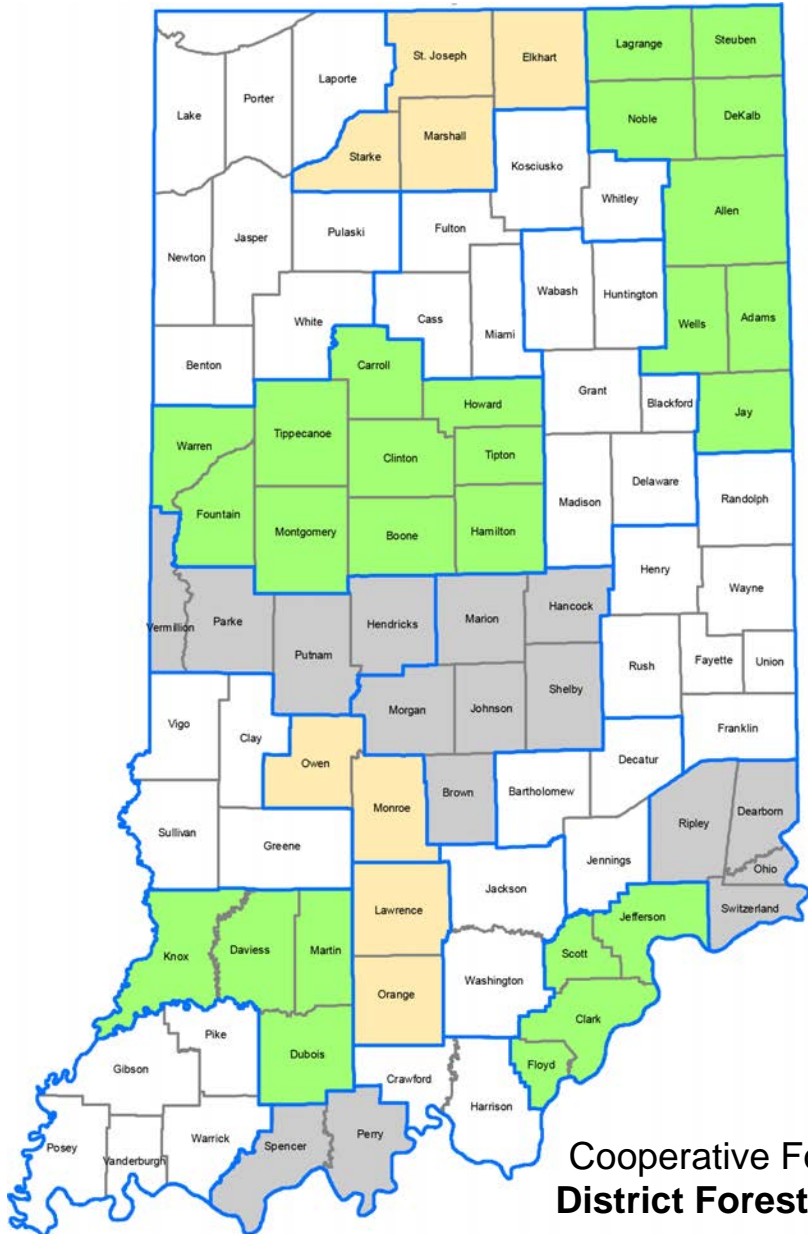 St. Joseph
Elkhart
Lagrange
Steuben
Laporte
Porter
Lake
Noble
DeKalb
Starke
Marshall
Kosciusko
Whitley
Allen
Newton
Jasper
Pulaski
Fulton
Wabash
Huntington
White
Cass
Miami
Wells
Adams
Benton
Carroll
Grant
Blackford
Howard
Jay
Warren
Tippecanoe
Clinton
Tipton
Madison
Delaware
Randolph
Fountain
Montgomery
Boone
Hamilton
Henry
Wayne
Vermillion
Parke
Putnam
Hendricks
Marion
Hancock
Rush
Fayette
Union
Morgan
Johnson
Shelby
Vigo
Clay
Franklin
Owen
Decatur
Monroe
Brown
Bartholomew
Ripley
Dearborn
Sullivan
Greene
Jennings
Ohio
Jackson
Switzerland
Lawrence
Jefferson
Knox
Daviess
Martin
Scott
Washington
Orange
Clark
Pike
Dubois
Floyd
Gibson
Crawford
Harrison
Posey
Vanderburgh
Warrick
Spencer
Perry
Cooperative Fo
District Forest